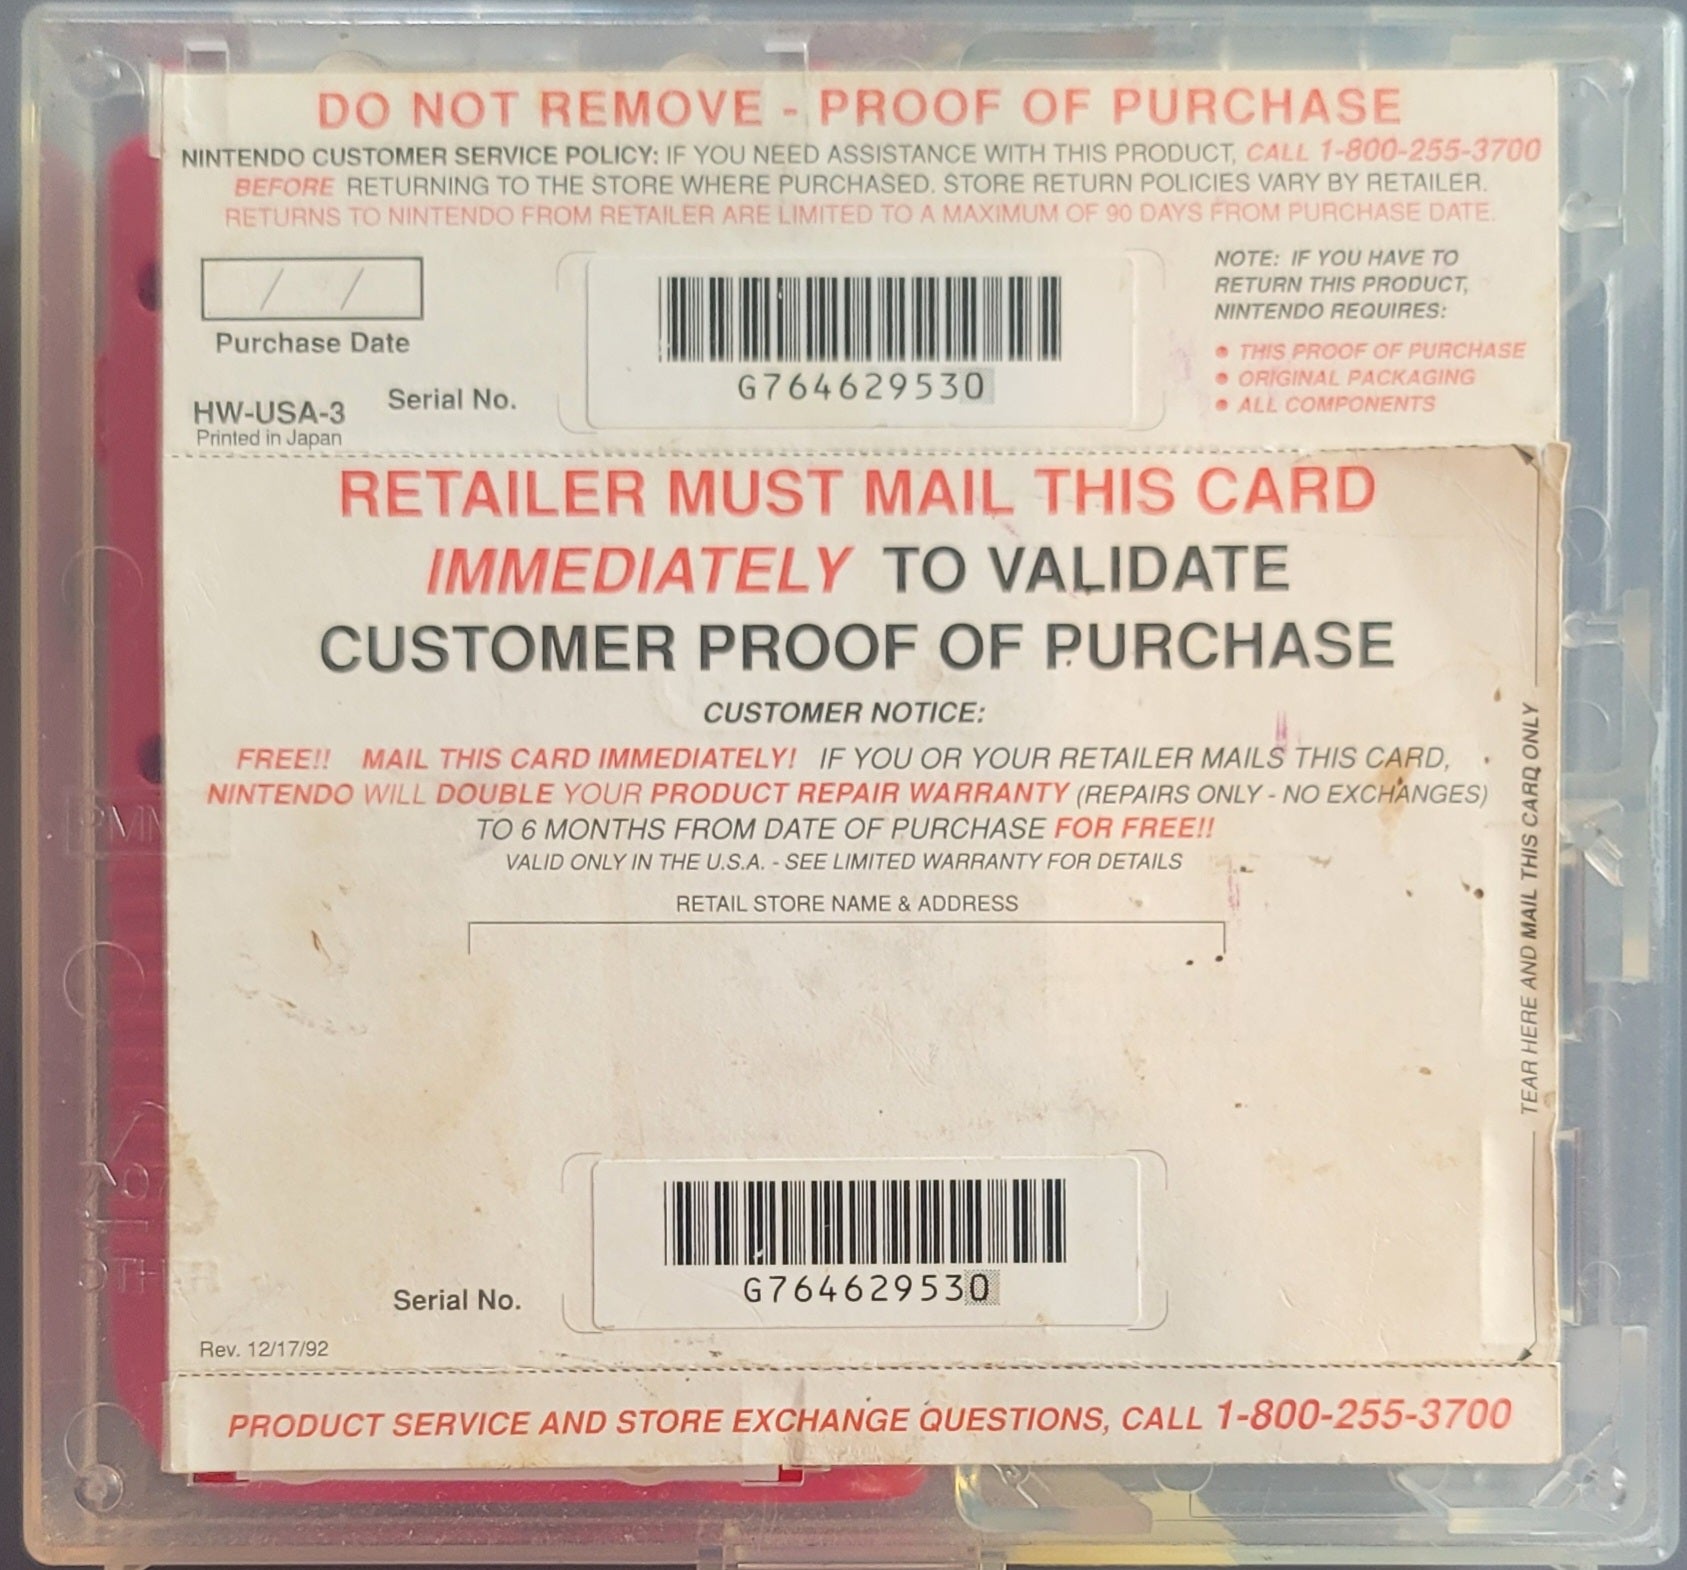 DO NOT REMOVE - PROOF OF PURCHASE
NINTENDO CUSTOMER SERVICE POLICY: IF YOU NEED ASSISTANCE WITH THIS PRODUCT, CALL 1-800-255-3700
BEFORE RETURNING TO THE STORE WHERE PURCHASED. STORE RETURN POLICIES VARY BY RETAILER.
RETURNS TO NINTENDO FROM RETAILER ARE LIMITED TO A MAXIMUM OF 90 DAYS FROM PURCHASE DATE.
/ /
Purchase Date
HW-USA-3
Printed in Japan
Serial No.
G764629530
NOTE: IF YOU HAVE TO
RETURN THIS PRODUCT,
NINTENDO REQUIRES:
• THIS PROOF OF PURCHASE
• ORIGINAL PACKAGING
• ALL COMPONENTS
RETAILER MUST MAIL THIS CARD
IMMEDIATELY TO VALIDATE
CUSTOMER PROOF OF PURCHASE
CUSTOMER NOTICE:
FREE!! MAIL THIS CARD IMMEDIATELY! IF YOU OR YOUR RETAILER MAILS THIS CARD,
NINTENDO WILL DOUBLE YOUR PRODUCT REPAIR WARRANTY (REPAIRS ONLY - NO EXCHANGES)
TO 6 MONTHS FROM DATE OF PURCHASE FOR FREE!!
VALID ONLY IN THE U.S.A. - SEE LIMITED WARRANTY FOR DETAILS
RETAIL STORE NAME & ADDRESS
TEAR HERE AND MAIL THIS CARD ONLY
Serial No.
G764629530
Rev. 12/17/92
PRODUCT SERVICE AND STORE EXCHANGE QUESTIONS, CALL 1-800-255-3700